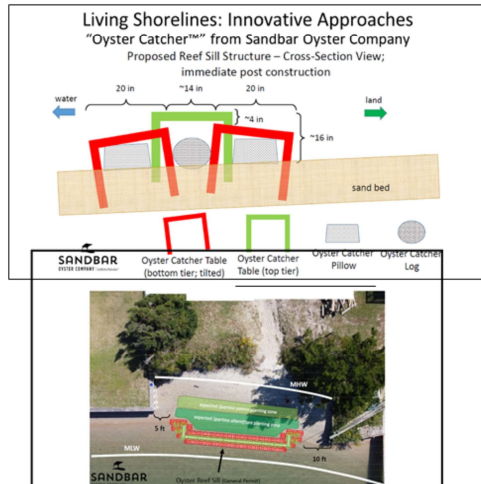 Living Shorelines: Innovative Approaches
"Oyster Catcher™" from Sandbar Oyster Company
Proposed Reef Sill Structure – Cross-Section View;
immediate post construction
20 in
~14 in
20 in
water
land
~4 in
~16 in
sand bed
SANDBAR
OYSTER COMPANY
Oyster Catcher Table
(bottom tier; tilted)
Oyster Catcher
Table (top tier)
Oyster Catcher
Pillow
Oyster Catcher
Log
MHW
5 ft
10 ft
MLW
SANDBAR
Oyster Reef Sill (General Permit)